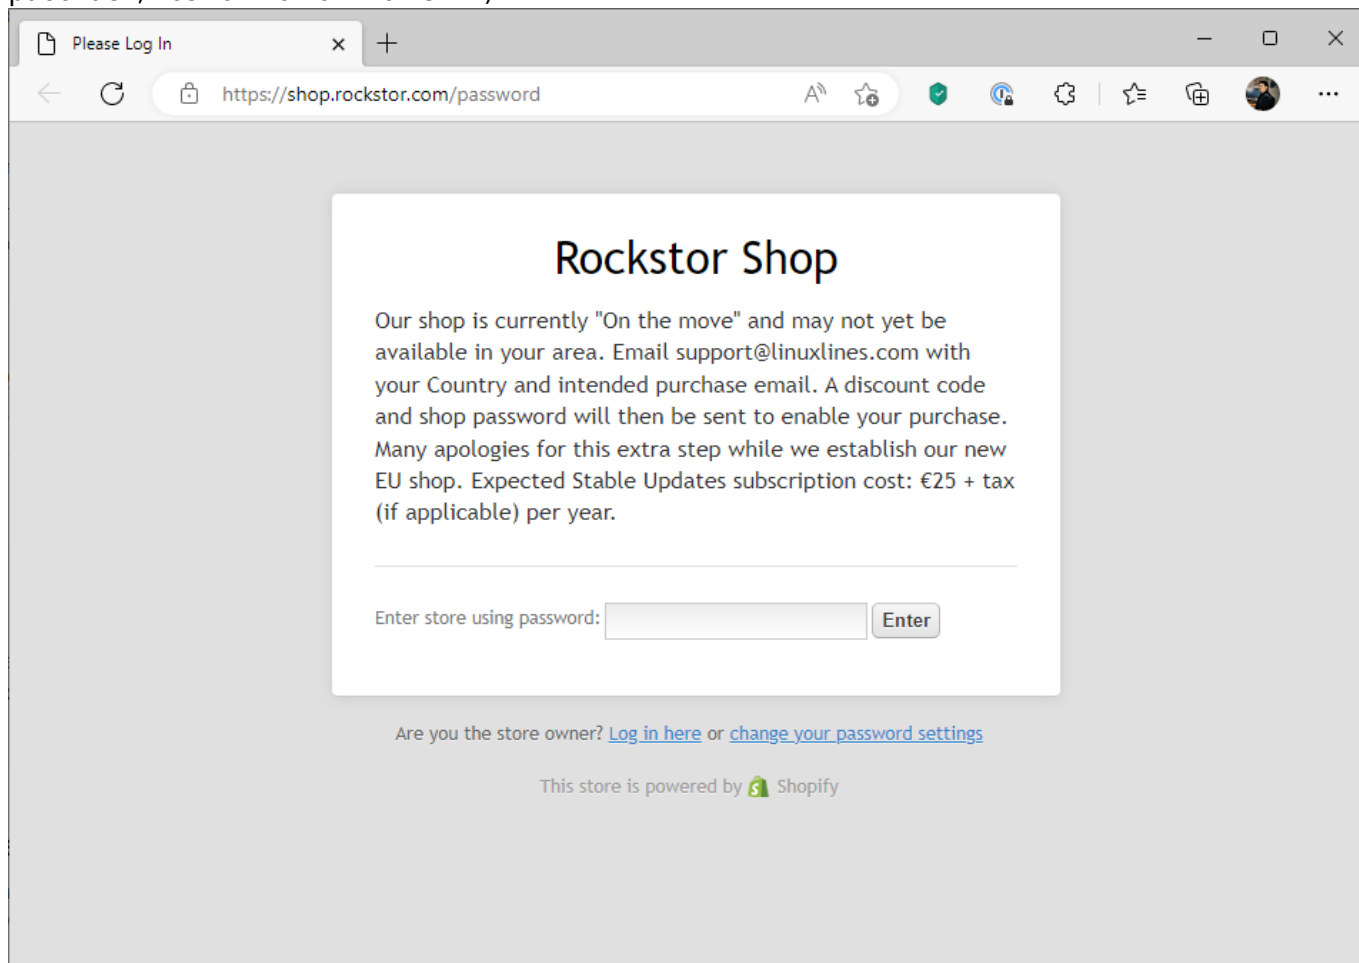 Please Log In
https://shop.rockstor.com/password
Rockstor Shop
Our shop is currently "On the move" and may not yet be
available in your area. Email support@linuxlines.com with
your Country and intended purchase email. A discount code
and shop password will then be sent to enable your purchase.
Many apologies for this extra step while we establish our new
EU shop. Expected Stable Updates subscription cost: €25 + tax
(if applicable) per year.
Enter store using password: Enter
Are you the store owner? Log in here or change your password settings
This store is powered by Shopify